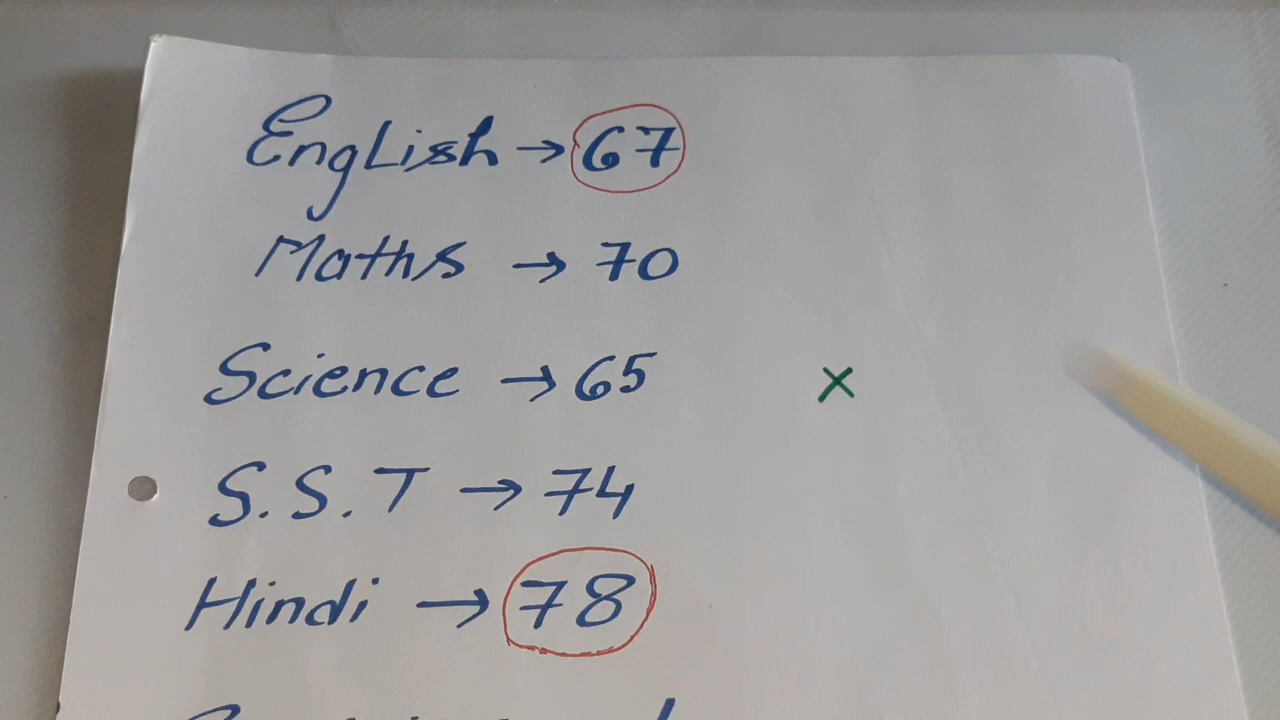 English → 67
Maths → 70
Science → 65 ×
S.S.T → 74
Hindi → 78